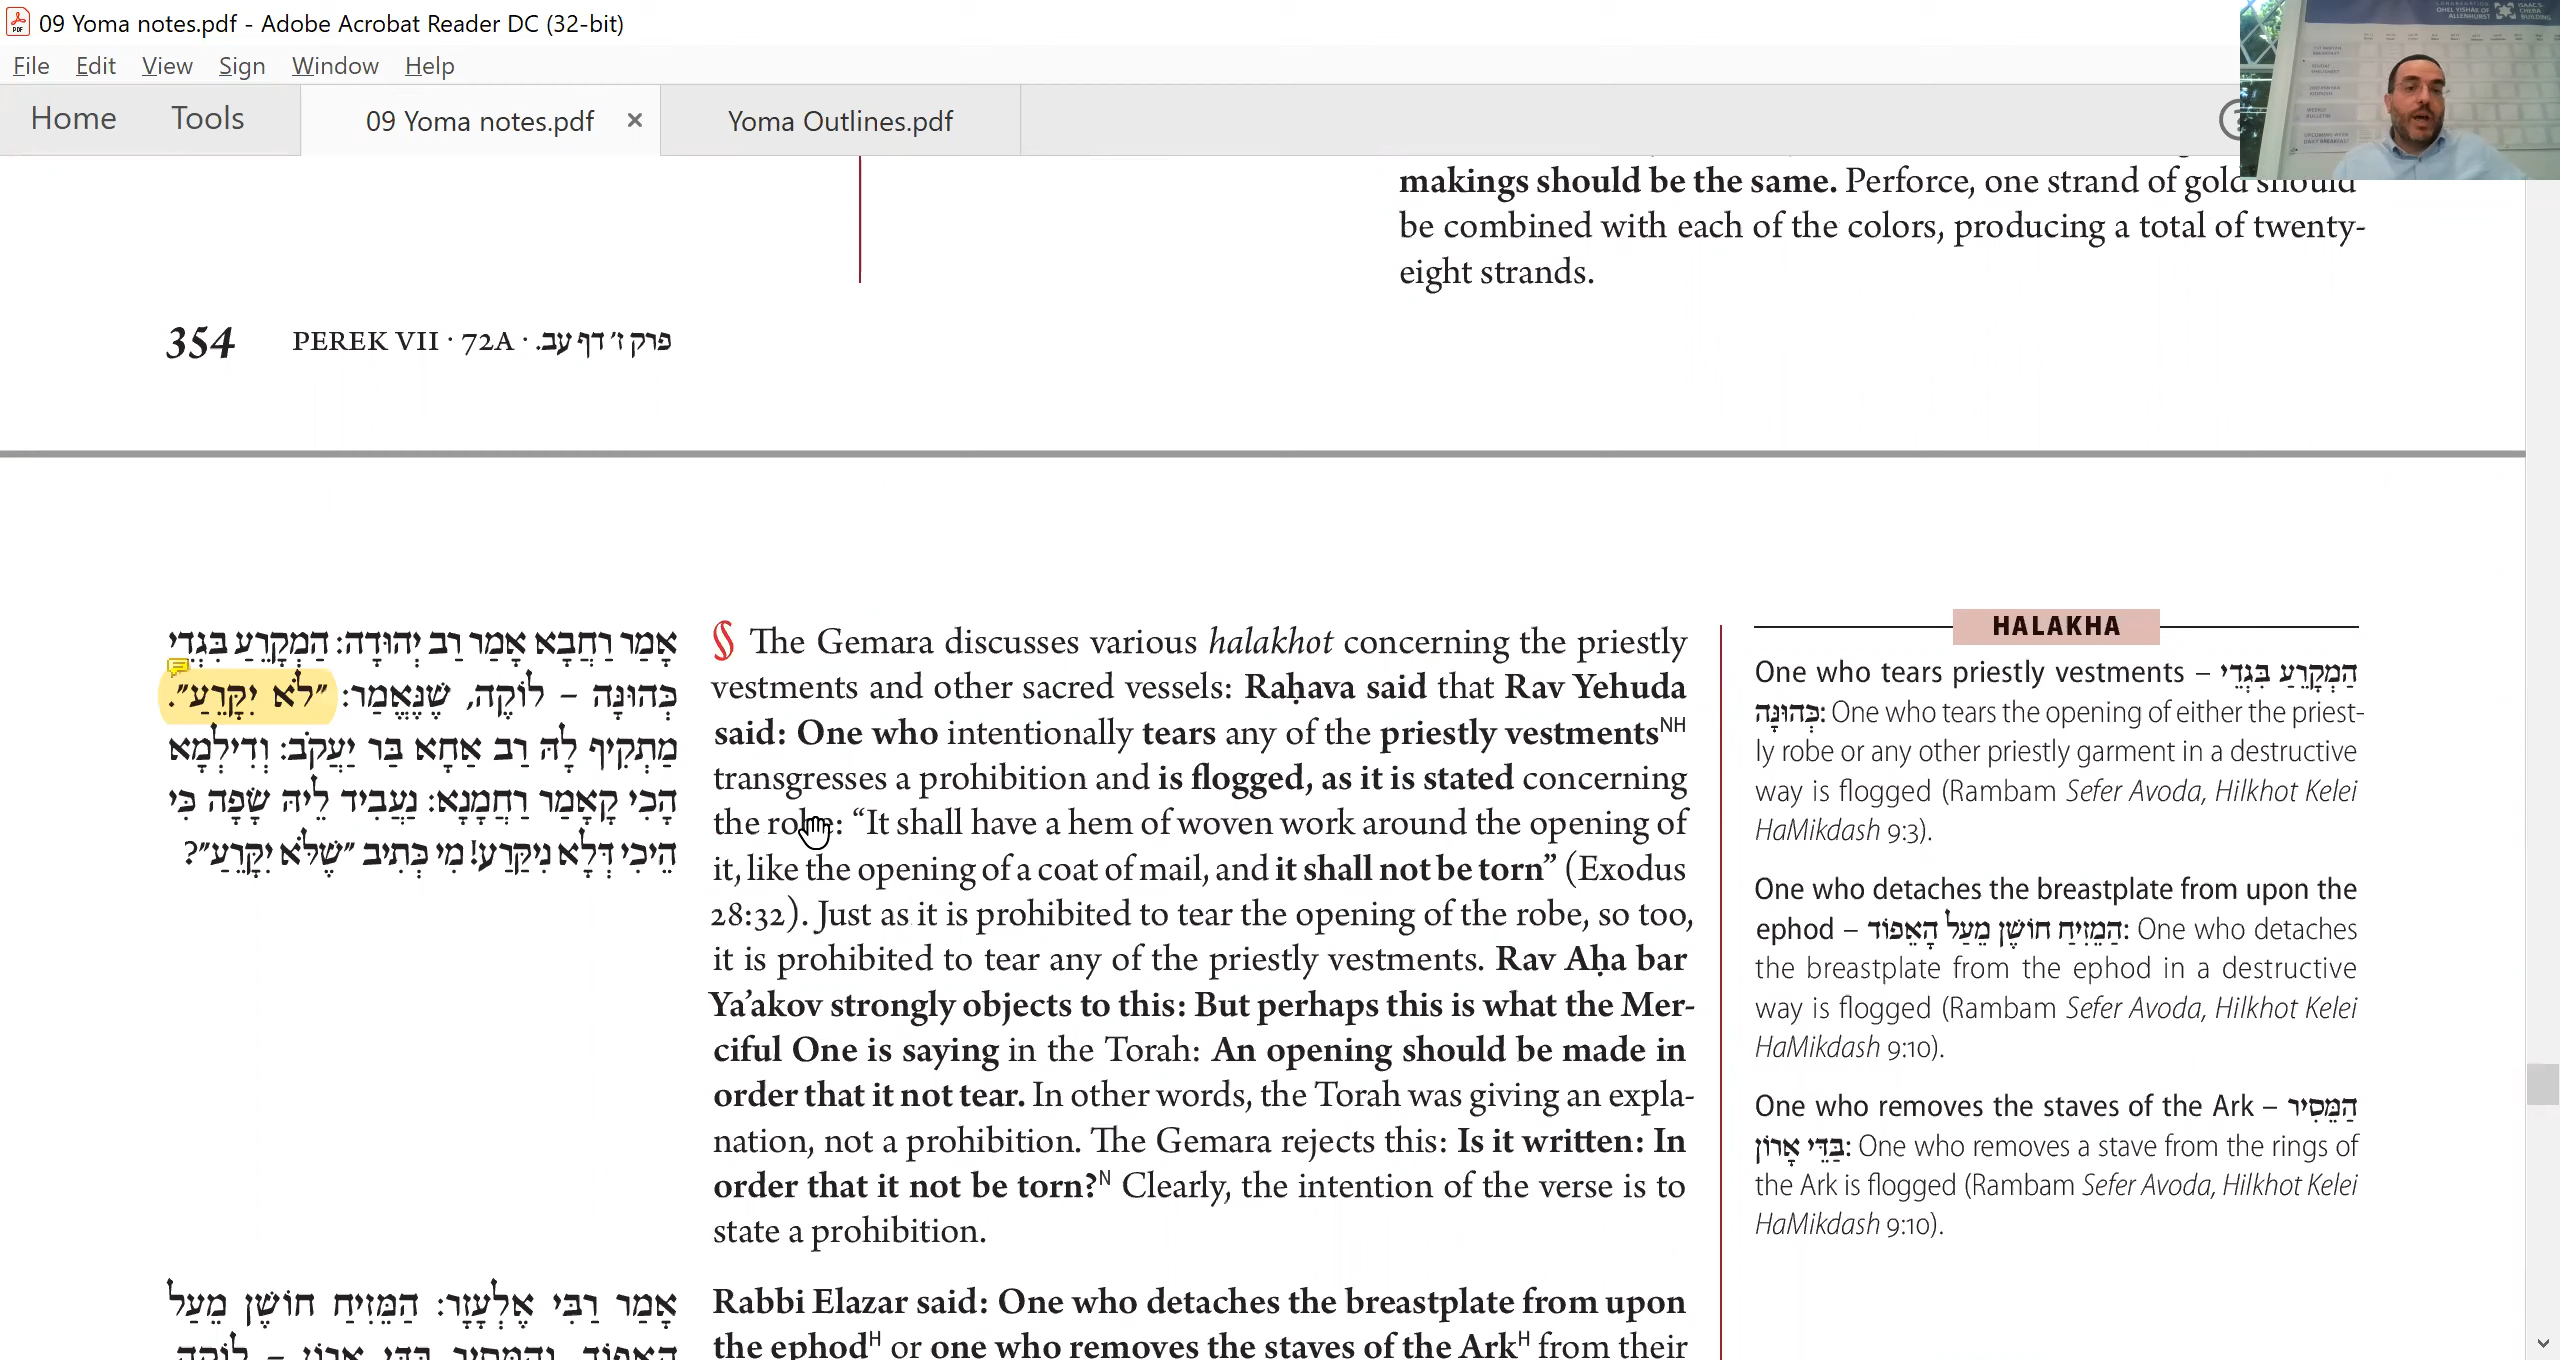 09 Yoma notes.pdf - Adobe Acrobat Reader DC (32-bit)
File Edit View Sign Window Help
Home Tools 09 Yoma notes.pdf × Yoma Outlines.pdf
makings should be the same. Perforce, one strand of gold should
be combined with each of the colors, producing a total of twenty-
eight strands.
354 PEREK VII · 72A · פרק ז׳ דף עב.
אָמַר רַחֲבָא אָמַר רַב יְהוּדָה: הַמְקָרֵעַ בִּגְדֵי
כְּהוּנָּה – לוֹקֶה, שֶׁנֶּאֱמַר: ״לֹא יִקָּרֵעַ״.
מַתְקִיף לָהּ רַב אַחָא בַּר יַעֲקֹב: וְדִילְמָא
הָכִי קָאָמַר רַחֲמָנָא: נַעֲבֵיד לֵיהּ שָׂפָה כִּי
הֵיכִי דְּלָא נִיקָּרַע! מִי כְּתִיב ״שֶׁלֹּא יִקָּרֵעַ״?
אָמַר רַבִּי אֶלְעָזָר: הַמֵּזִיחַ חוֹשֶׁן מֵעַל
הָאֵפוֹד, וְהַמֵּסִיר בַּדֵּי אָרוֹן – לוֹקֶה,
§ The Gemara discusses various halakhot concerning the priestly
vestments and other sacred vessels: Raḥava said that Rav Yehuda
said: One who intentionally tears any of the priestly vestmentsNH
transgresses a prohibition and is flogged, as it is stated concerning
the robe: “It shall have a hem of woven work around the opening of
it, like the opening of a coat of mail, and it shall not be torn” (Exodus
28:32). Just as it is prohibited to tear the opening of the robe, so too,
it is prohibited to tear any of the priestly vestments. Rav Aḥa bar
Ya’akov strongly objects to this: But perhaps this is what the Mer-
ciful One is saying in the Torah: An opening should be made in
order that it not tear. In other words, the Torah was giving an expla-
nation, not a prohibition. The Gemara rejects this: Is it written: In
order that it not be torn?N Clearly, the intention of the verse is to
state a prohibition.
Rabbi Elazar said: One who detaches the breastplate from upon
the ephodH or one who removes the staves of the ArkH from their
HALAKHA
One who tears priestly vestments – הַמְקָרֵעַ בִּגְדֵי
כְּהוּנָּה: One who tears the opening of either the priest-
ly robe or any other priestly garment in a destructive
way is flogged (Rambam Sefer Avoda, Hilkhot Kelei
HaMikdash 9:3).
One who detaches the breastplate from upon the
ephod – הַמֵּזִיחַ חוֹשֶׁן מֵעַל הָאֵפוֹד: One who detaches
the breastplate from the ephod in a destructive
way is flogged (Rambam Sefer Avoda, Hilkhot Kelei
HaMikdash 9:10).
One who removes the staves of the Ark – הַמֵּסִיר
בַּדֵּי אָרוֹן: One who removes a stave from the rings of
the Ark is flogged (Rambam Sefer Avoda, Hilkhot Kelei
HaMikdash 9:10).